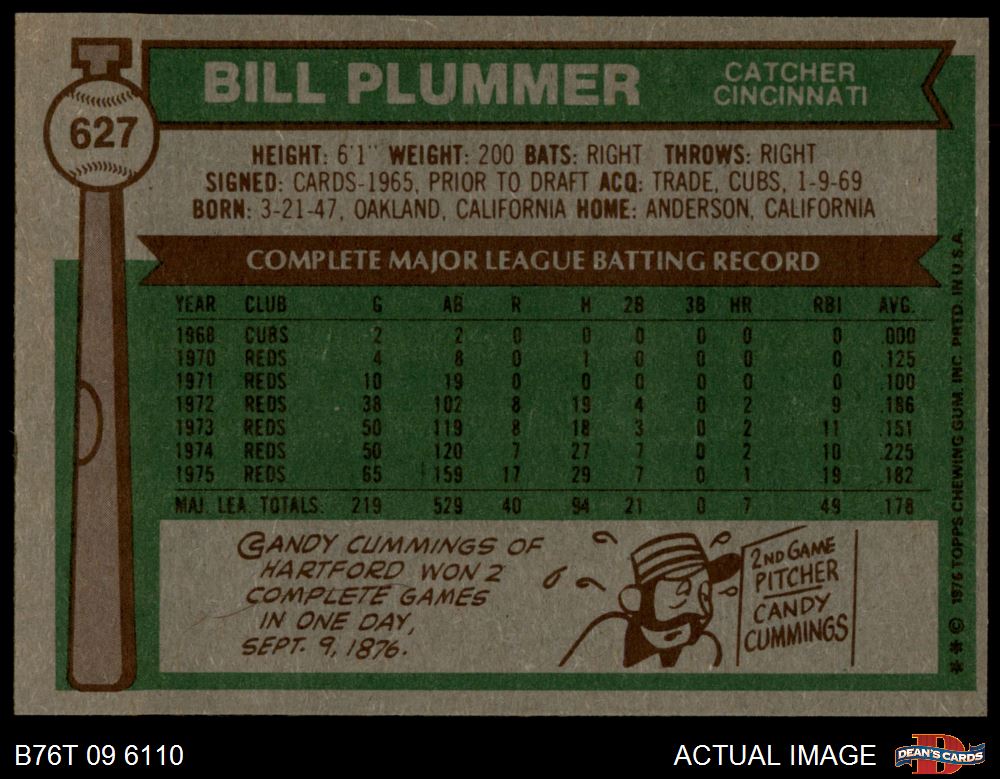 627
BILL PLUMMER
CATCHER
CINCINNATI
HEIGHT: 6'1" WEIGHT: 200 BATS: RIGHT THROWS: RIGHT
SIGNED: CARDS-1965, PRIOR TO DRAFT ACQ: TRADE, CUBS, 1-9-69
BORN: 3-21-47, OAKLAND, CALIFORNIA HOME: ANDERSON, CALIFORNIA
COMPLETE MAJOR LEAGUE BATTING RECORD
YEAR CLUB G AB R H 2B 3B HR RBI AVG.
1968 CUBS 2 2 0 0 0 0 0 0 .000
1970 REDS 4 8 0 1 0 0 0 0 .125
1971 REDS 10 19 0 0 0 0 0 0 .100
1972 REDS 38 102 8 19 4 0 2 9 .186
1973 REDS 50 119 8 18 3 0 2 11 .151
1974 REDS 50 120 7 27 7 0 2 10 .225
1975 REDS 65 159 17 29 7 0 1 19 .182
MAJ. LEA. TOTALS: 219 529 40 94 21 0 7 49 .178
CANDY CUMMINGS OF
HARTFORD WON 2
COMPLETE GAMES
IN ONE DAY,
SEPT. 9, 1876.
2ND GAME
PITCHER
CANDY
CUMMINGS
** © 1976 TOPPS CHEWING GUM, INC. PRTD. IN U.S.A.
B76T 09 6110
ACTUAL IMAGE
DEAN'S CARDS